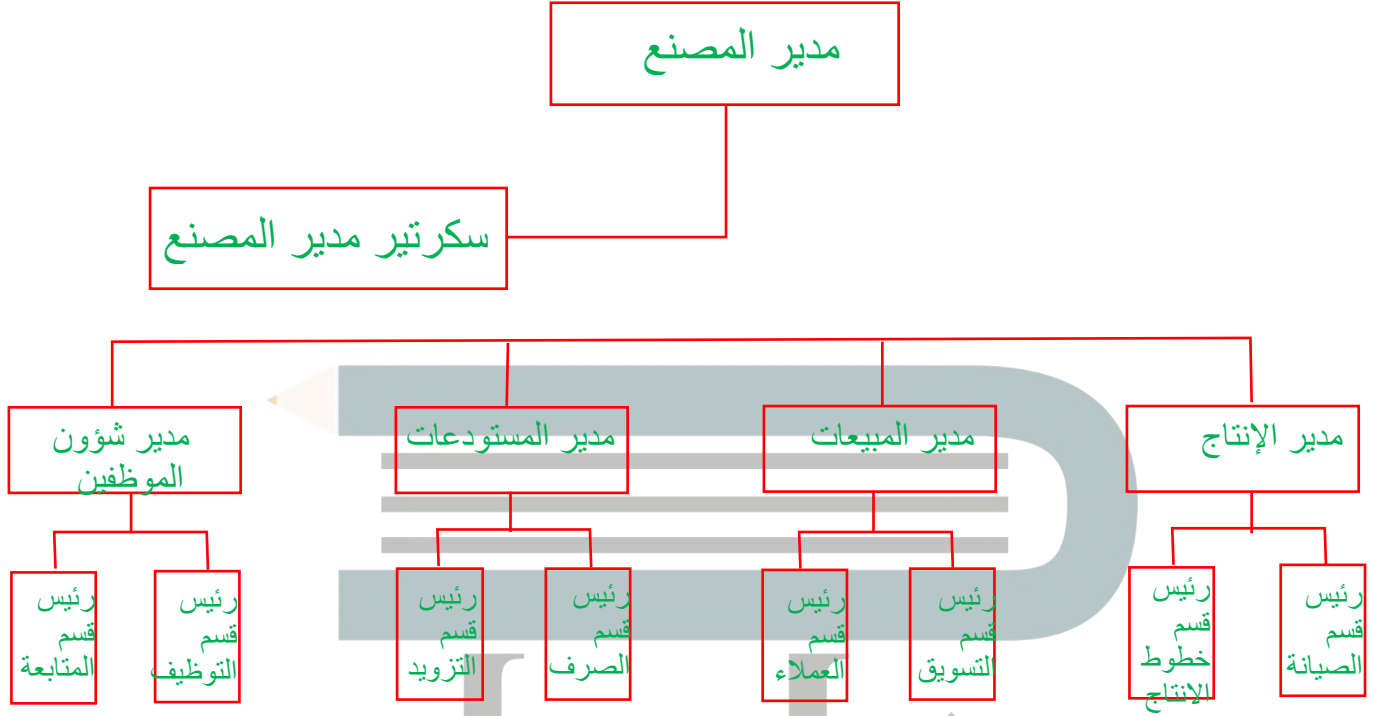 مدير المصنع
سكرتير مدير المصنع
مدير الإنتاج
مدير المبيعات
مدير المستودعات
مدير شؤون
الموظفين
رئيس
قسم
الصيانة
رئيس
قسم
خطوط
الإنتاج
رئيس
قسم
التسويق
رئيس
قسم
العملاء
رئيس
قسم
الصرف
رئيس
قسم
التزويد
رئيس
قسم
التوظيف
رئيس
قسم
المتابعة